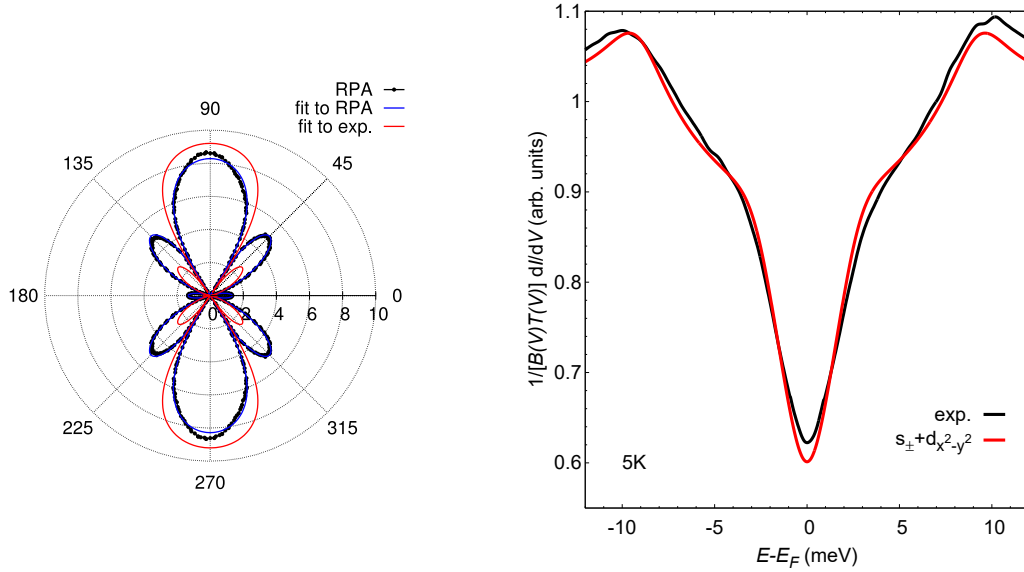 RPA
fit to RPA
fit to exp.
90
135
45
180
0
0 2 4 6 8 10
225
315
270
1.1
1
0.9
0.8
0.7
0.6
1/[B(V)T(V)] dI/dV (arb. units)
exp.
s±+dx²-y²
5K
-10 -5 0 5 10
E-EF (meV)